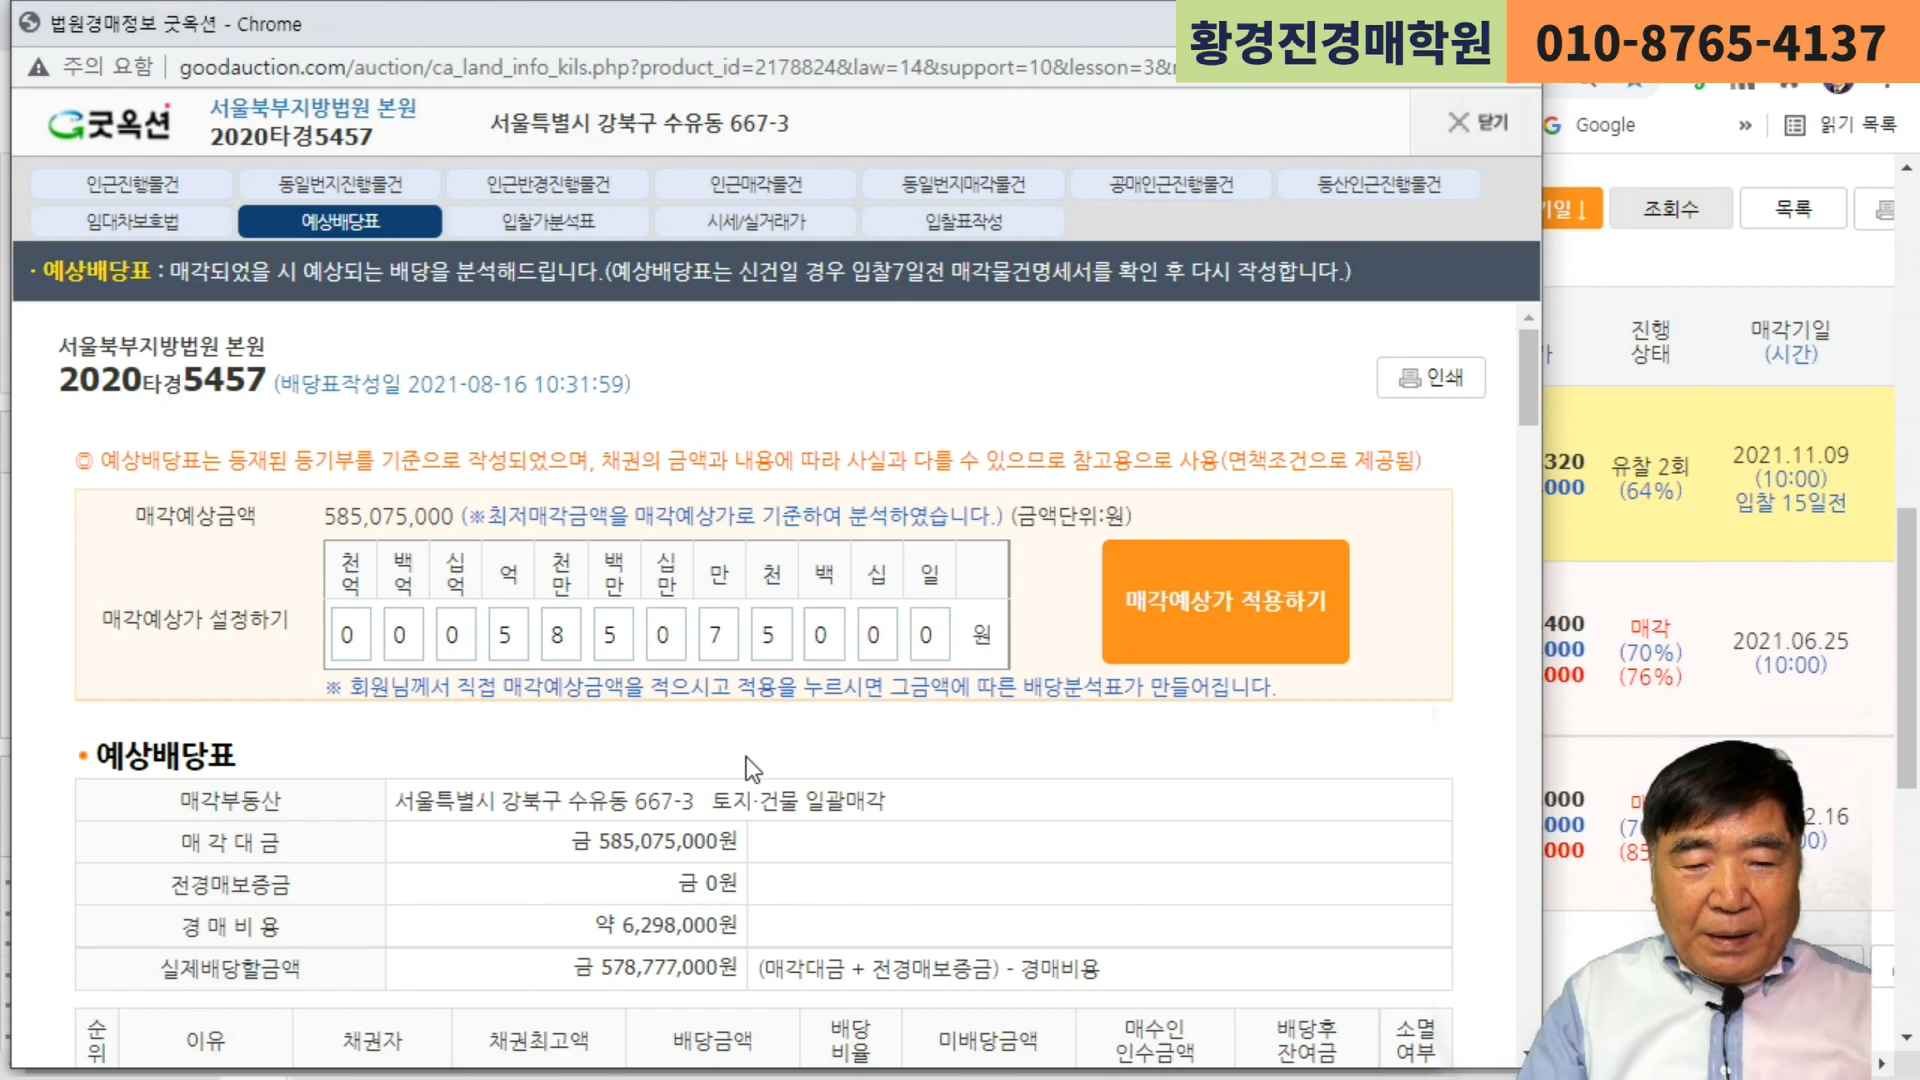 법원경매정보 굿옥션 - Chrome
황경진경매학원 010-8765-4137
주의 요함 goodauction.com/auction/ca_land_info_kils.php?product_id=2178824&law=14&support=10&lesson=3&
굿옥션
서울북부지방법원 본원
2020타경5457
서울특별시 강북구 수유동 667-3
닫기
Google » 읽기 목록
인근진행물건 동일번지진행물건 인근반경진행물건 인근매각물건 동일번지매각물건 공매인근진행물건 동산인근진행물건
임대차보호법 예상배당표 입찰가분석표 시세/실거래가 입찰표작성
기일↓ 조회수 목록
· 예상배당표 : 매각되었을 시 예상되는 배당을 분석해드립니다.(예상배당표는 신건일 경우 입찰7일전 매각물건명세서를 확인 후 다시 작성합니다.)
서울북부지방법원 본원
2020타경5457 (배당표작성일 2021-08-16 10:31:59)
인쇄
진행 상태
매각기일 (시간)
◎ 예상배당표는 등재된 등기부를 기준으로 작성되었으며, 채권의 금액과 내용에 따라 사실과 다를 수 있으므로 참고용으로 사용(면책조건으로 제공됨)
매각예상금액 585,075,000 (※최저매각금액을 매각예상가로 기준하여 분석하였습니다.) (금액단위:원)
천억 백억 십억 억 천만 백만 십만 만 천 백 십 일
매각예상가 설정하기 0 0 0 5 8 5 0 7 5 0 0 0 원
매각예상가 적용하기
※ 회원님께서 직접 매각예상금액을 적으시고 적용을 누르시면 그금액에 따른 배당분석표가 만들어집니다.
320
000
유찰 2회
(64%)
2021.11.09
(10:00)
입찰 15일전
400
000
000
매각
(70%)
(76%)
2021.06.25
(10:00)
000
000
000
(85
2.16
• 예상배당표
매각부동산 서울특별시 강북구 수유동 667-3 토지·건물 일괄매각
매 각 대 금 금 585,075,000원
전경매보증금 금 0원
경 매 비 용 약 6,298,000원
실제배당할금액 금 578,777,000원 (매각대금 + 전경매보증금) - 경매비용
순위 이유 채권자 채권최고액 배당금액 배당비율 미배당금액 매수인인수금액 배당후잔여금 소멸여부